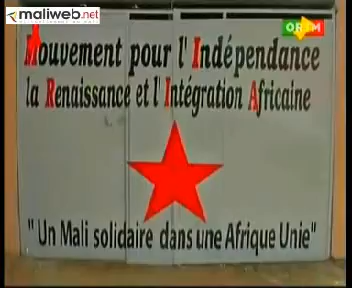 maliweb.net
ORTM
Mouvement pour l'Indépendance
la Renaissance et l'Intégration Africaine
"Un Mali solidaire dans une Afrique Unie"